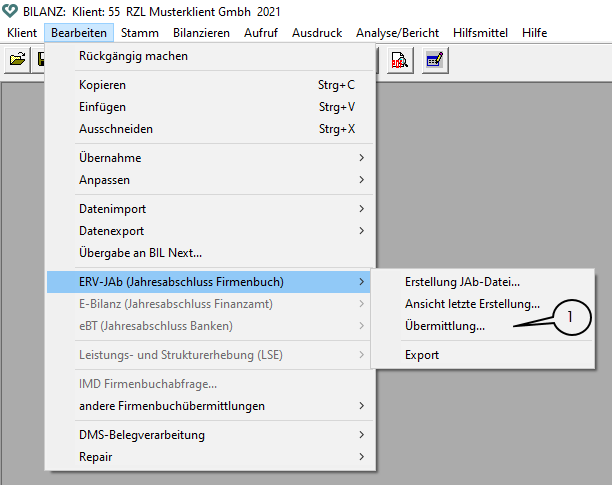 BILANZ: Klient: 55 RZL Musterklient Gmbh 2021
Klient Bearbeiten Stamm Bilanzieren Aufruf Ausdruck Analyse/Bericht Hilfsmittel Hilfe
Rückgängig machen
Kopieren Strg+C
Einfügen Strg+V
Ausschneiden Strg+X
Übernahme
Anpassen
Datenimport
Datenexport
Übergabe an BIL Next...
ERV-JAb (Jahresabschluss Firmenbuch)
E-Bilanz (Jahresabschluss Finanzamt)
eBT (Jahresabschluss Banken)
Leistungs- und Strukturerhebung (LSE)
IMD Firmenbuchabfrage...
andere Firmenbuchübermittlungen
DMS-Belegverarbeitung
Repair
Erstellung JAb-Datei...
Ansicht letzte Erstellung...
Übermittlung...
1
Export